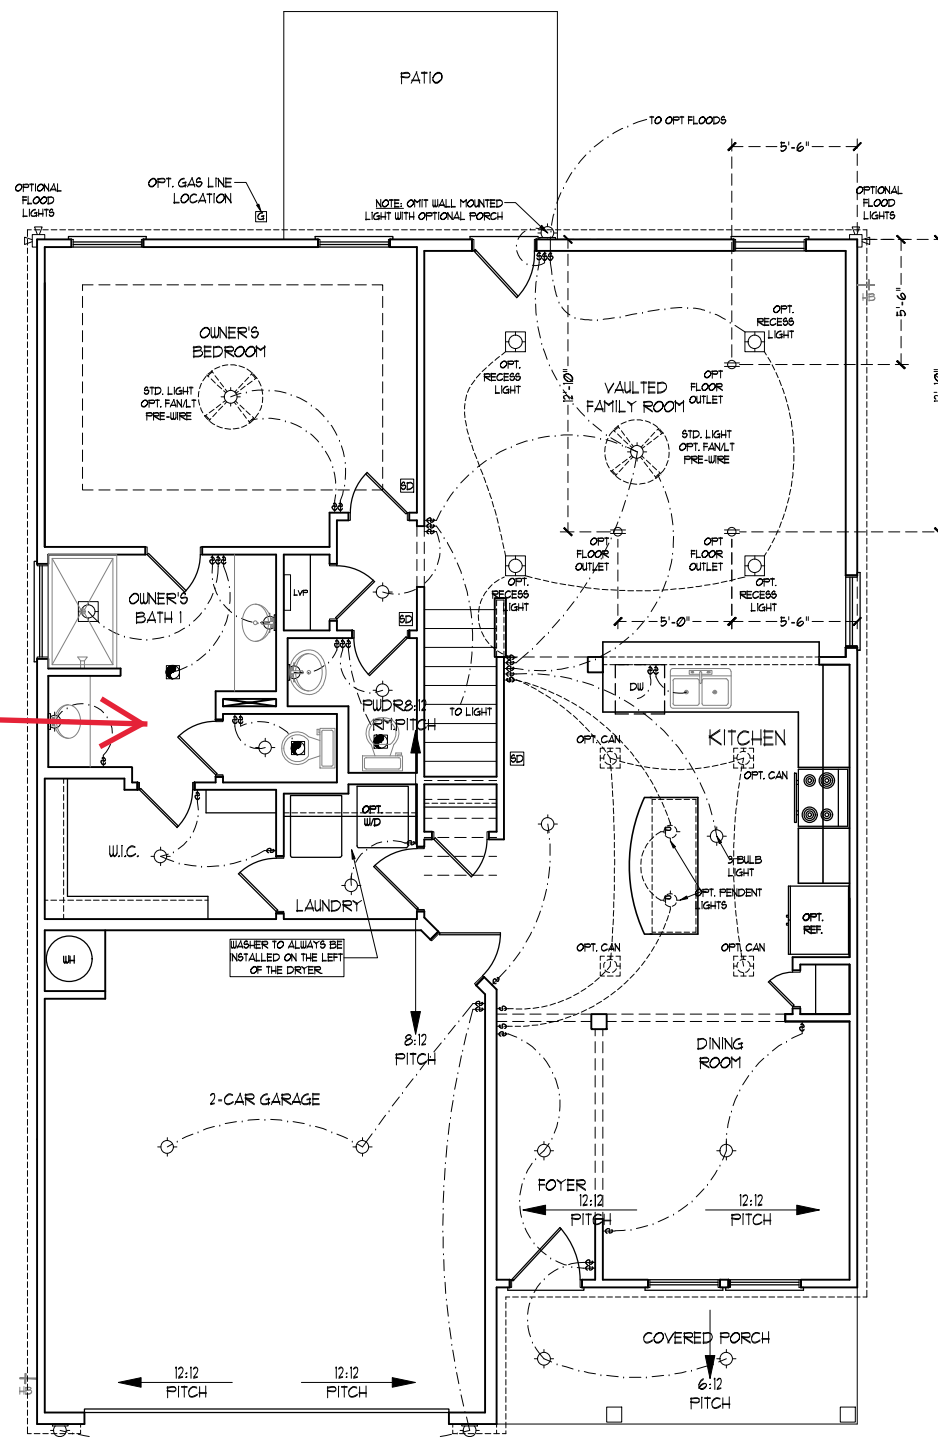 PATIO
TO OPT FLOODS
5'-6"
OPTIONAL
FLOOD
LIGHTS
OPT. GAS LINE
LOCATION
G
NOTE: OMIT WALL MOUNTED
LIGHT WITH OPTIONAL PORCH
OPTIONAL
FLOOD
LIGHTS
HB
5'-6"
OWNER'S
BEDROOM
STD. LIGHT
OPT. FAN/LT
PRE-WIRE
OPT.
RECESS
LIGHT
OPT.
RECESS
LIGHT
12'-10"
OPT
FLOOR
OUTLET
VAULTED
FAMILY ROOM
STD. LIGHT
OPT. FAN/LT
PRE-WIRE
SD
OPT
FLOOR
OUTLET
OPT
FLOOR
OUTLET
OPT.
RECESS
LIGHT
OPT.
RECESS
LIGHT
5'-0"
5'-6"
OWNER'S
BATH 1
LVP
SD
DW
PWDR
RM.
8:12
PITCH
TO LIGHT
KITCHEN
SD
OPT. CAN
OPT. CAN
OPT.
W/D
W.I.C.
LAUNDRY
3-BULB
LIGHT
OPT. PENDENT
LIGHTS
OPT.
REF.
WH
WASHER TO ALWAYS BE
INSTALLED ON THE LEFT
OF THE DRYER
OPT. CAN
OPT. CAN
8:12
PITCH
DINING
ROOM
2-CAR GARAGE
FOYER
12:12
PITCH
12:12
PITCH
COVERED PORCH
12:12
PITCH
12:12
PITCH
6:12
PITCH